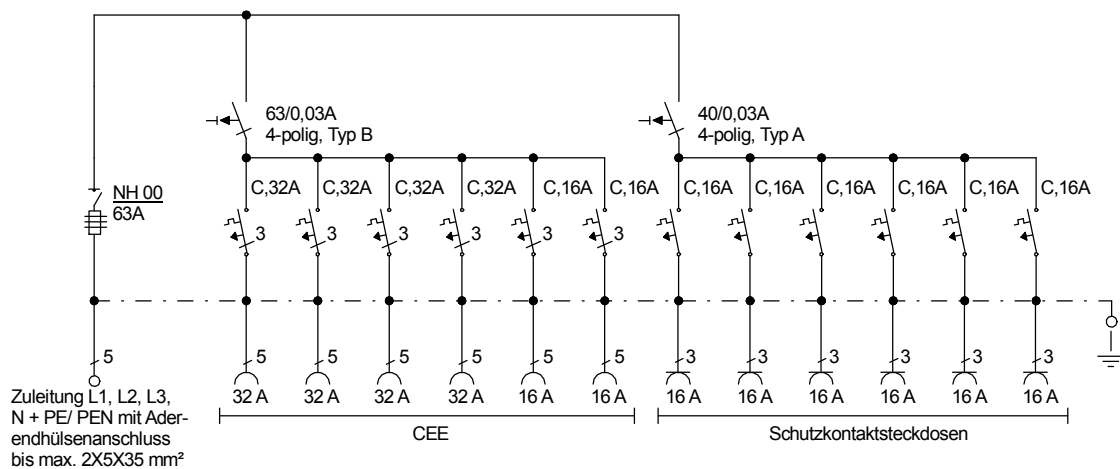 63/0,03A
4-polig, Typ B
40/0,03A
4-polig, Typ A
C,32A C,32A C,32A C,32A C,16A C,16A C,16A C,16A C,16A C,16A C,16A C,16A
NH 00
63A
3 3 3 3 3 3
5 5 5 5 5 5 5 3 3 3 3 3 3
32 A 32 A 32 A 32 A 16 A 16 A 16 A 16 A 16 A 16 A 16 A 16 A
Zuleitung L1, L2, L3,
N + PE/ PEN mit Ader-
endhülsenanschluss
bis max. 2X5X35 mm²
CEE
Schutzkontaktsteckdosen